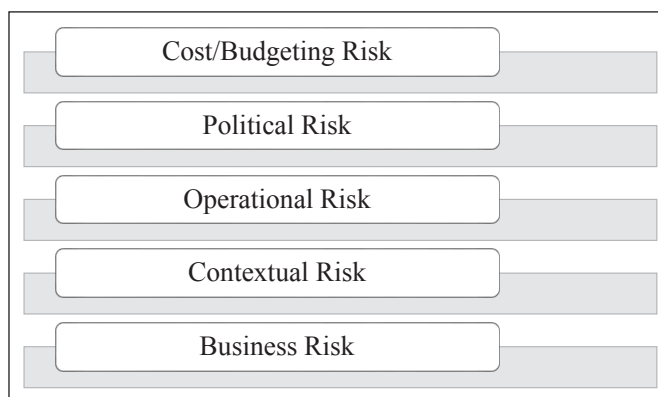 Cost/Budgeting Risk
Political Risk
Operational Risk
Contextual Risk
Business Risk